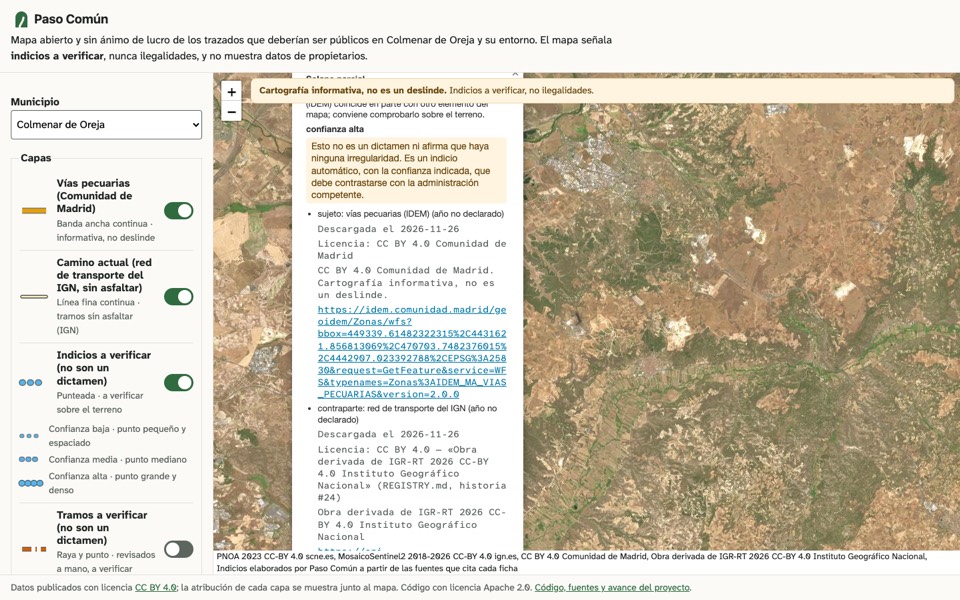 Paso Común
Mapa abierto y sin ánimo de lucro de los trazados que deberían ser públicos en Colmenar de Oreja y su entorno. El mapa señala
indicios a verificar, nunca ilegalidades, y no muestra datos de propietarios.
Municipio
Colmenar de Oreja
Capas
Vías pecuarias
(Comunidad de
Madrid)
Banda ancha continua ·
informativa, no deslinde
Camino actual (red
de transporte del
IGN, sin asfaltar)
Línea fina continua ·
tramos sin asfaltar
(IGN)
Indicios a verificar
(no son un
dictamen)
Punteada · a verificar
sobre el terreno
Confianza baja · punto pequeño y
espaciado
Confianza media · punto mediano
Confianza alta · punto grande y
denso
Tramos a verificar
(no son un
dictamen)
Raya y punto · revisados
a mano, a verificar
+
−
Cartografía informativa, no es un deslinde. Indicios a verificar, no ilegalidades.
(IDEM) coincide en parte con otro elemento del
mapa; conviene comprobarlo sobre el terreno.
confianza alta
Esto no es un dictamen ni afirma que haya
ninguna irregularidad. Es un indicio
automático, con la confianza indicada, que
debe contrastarse con la administración
competente.
• sujeto: vías pecuarias (IDEM) (año no declarado)
Descargada el 2026-11-26
Licencia: CC BY 4.0 Comunidad de
Madrid
CC BY 4.0 Comunidad de Madrid.
Cartografía informativa, no es
un deslinde.
https://idem.comunidad.madrid/ge
oidem/Zonas/wfs?
bbox=449339.61482322315%2C443162
1.856813069%2C470703.7482376015%
2C4442907.023392788%2CEPSG%3A258
30&request=GetFeature&service=WF
S&typenames=Zonas%3AIDEM_MA_VIAS
_PECUARIAS&version=2.0.0
• contraparte: red de transporte del IGN (año no
declarado)
Descargada el 2026-11-26
Licencia: CC BY 4.0 — «Obra
derivada de IGR-RT 2026 CC-BY
4.0 Instituto Geográfico
Nacional» (REGISTRY.md, historia
#24)
Obra derivada de IGR-RT 2026 CC-
BY 4.0 Instituto Geográfico
Nacional
PNOA 2023 CC-BY 4.0 scne.es, MosaicoSentinel2 2018-2026 CC-BY 4.0 ign.es, CC BY 4.0 Comunidad de Madrid, Obra derivada de IGR-RT 2026 CC-BY 4.0 Instituto Geográfico Nacional,
Indicios elaborados por Paso Común a partir de las fuentes que cita cada ficha
Datos publicados con licencia CC BY 4.0; la atribución de cada capa se muestra junto al mapa. Código con licencia Apache 2.0. Código, fuentes y avance del proyecto.